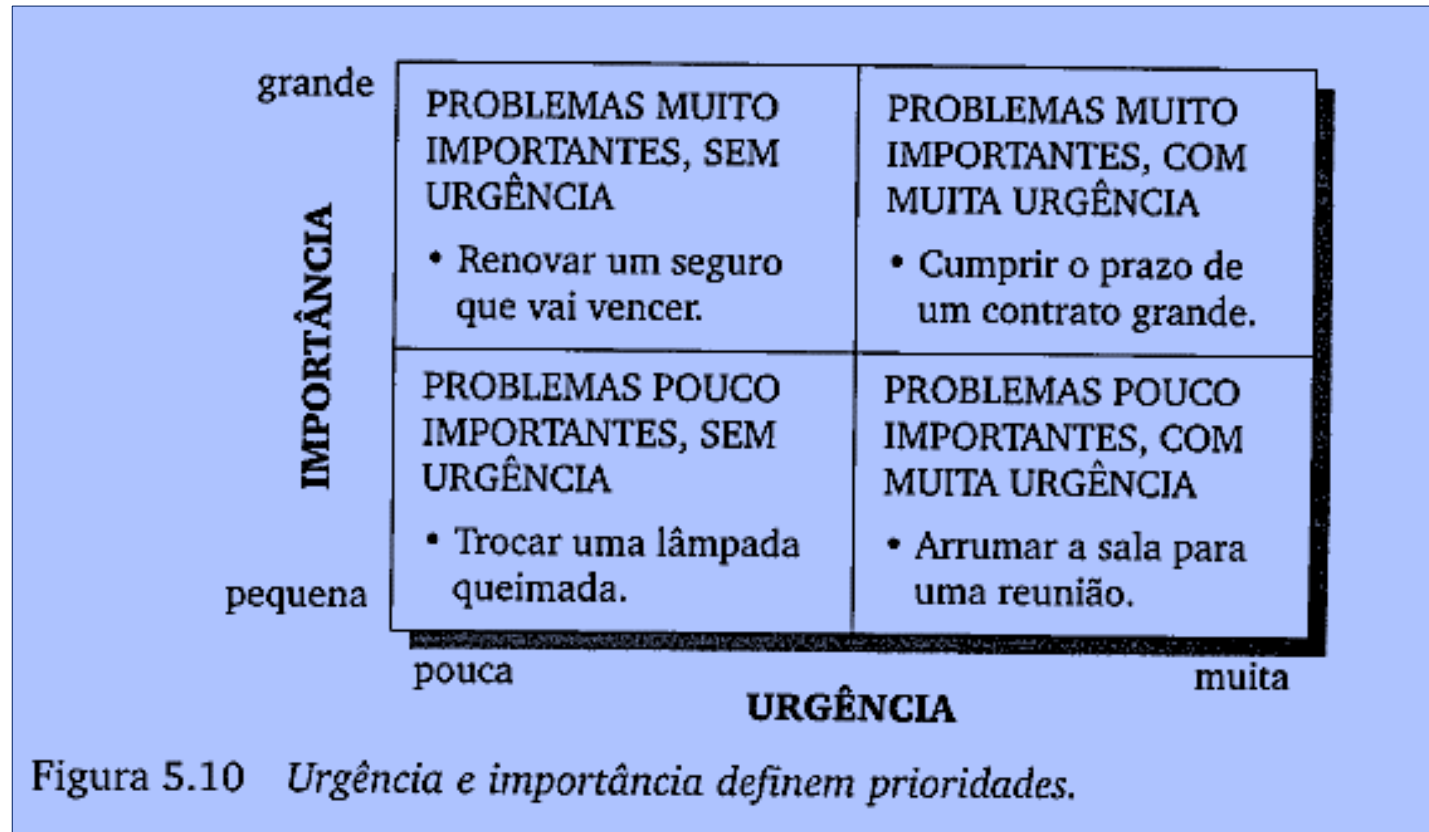 grande
PROBLEMAS MUITO
IMPORTANTES, SEM
URGÊNCIA
• Renovar um seguro
que vai vencer.
PROBLEMAS MUITO
IMPORTANTES, COM
MUITA URGÊNCIA
• Cumprir o prazo de
um contrato grande.
IMPORTÂNCIA
PROBLEMAS POUCO
IMPORTANTES, SEM
URGÊNCIA
• Trocar uma lâmpada
queimada.
PROBLEMAS POUCO
IMPORTANTES, COM
MUITA URGÊNCIA
• Arrumar a sala para
uma reunião.
pequena
pouca
muita
URGÊNCIA
Figura 5.10 Urgência e importância definem prioridades.